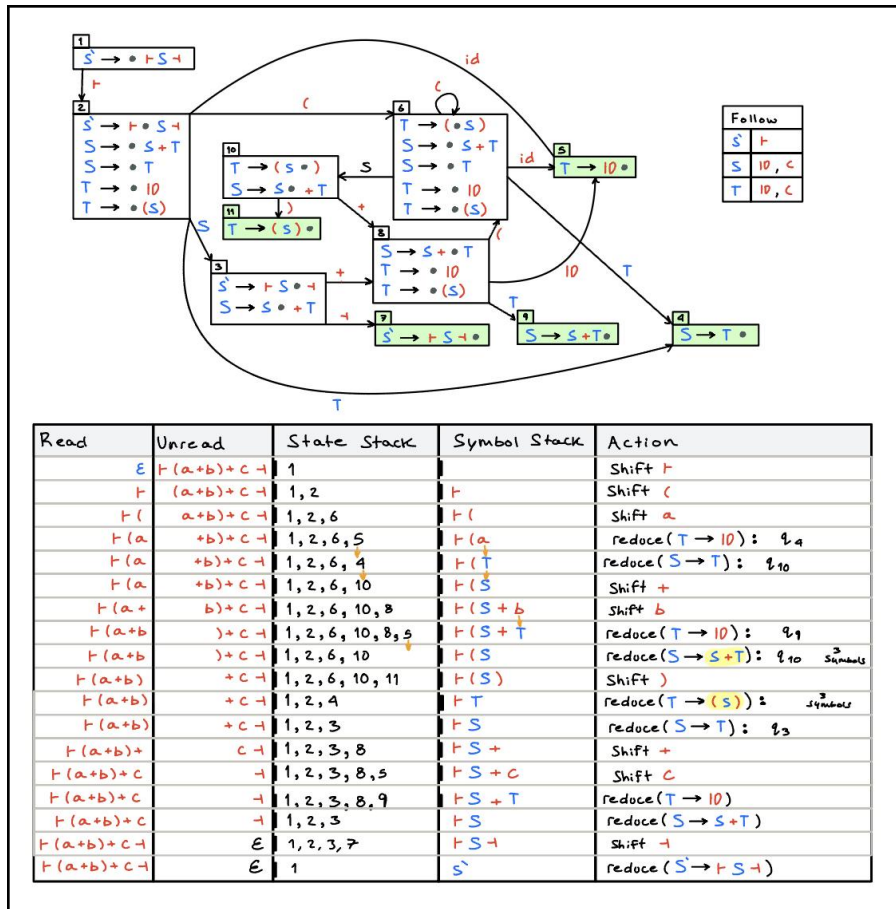 1
S` → • ⊢ S ⊣
⊢
2
S` → ⊢ • S ⊣
S → • S + T
S → • T
T → • ID
T → • (S)
(
id
S
T
10
T → ( S • )
S → S • + T
)
+
11
T → ( S ) •
S
6
(
T → ( • S )
S → • S + T
S → • T
T → • ID
T → • (S)
id
(
5
T → ID •
ID
T
8
S → S + • T
T → • ID
T → • (S)
T
3
S` → ⊢ S • ⊣
S → S • + T
+
⊣
7
S` → ⊢ S ⊣ •
9
S → S + T •
4
S → T •
Follow
S` ⊢
S ID, C
T ID, C
Read Unread State Stack Symbol Stack Action
ε ⊢ (a+b) + c ⊣ 1 Shift ⊢
⊢ (a+b) + c ⊣ 1, 2 ⊢ Shift (
⊢ ( a+b) + c ⊣ 1, 2, 6 ⊢ ( Shift a
⊢ (a +b) + c ⊣ 1, 2, 6, 5 ⊢ (a reduce (T → ID) : q4
⊢ (a +b) + c ⊣ 1, 2, 6, 4 ⊢ ( T reduce (S → T) : q10
⊢ (a +b) + c ⊣ 1, 2, 6, 10 ⊢ ( S Shift +
⊢ (a + b) + c ⊣ 1, 2, 6, 10, 8 ⊢ ( S + b Shift b
⊢ (a+b ) + c ⊣ 1, 2, 6, 10, 8, 5 ⊢ ( S + T reduce (T → ID) : q9
⊢ (a+b ) + c ⊣ 1, 2, 6, 10 ⊢ ( S reduce (S → S+T) : q10 3 symbols
⊢ (a+b) + c ⊣ 1, 2, 6, 10, 11 ⊢ ( S ) Shift )
⊢ (a+b) + c ⊣ 1, 2, 4 ⊢ T reduce (T → (S)) : 3 symbols
⊢ (a+b) + c ⊣ 1, 2, 3 ⊢ S reduce (S → T) : q3
⊢ (a+b) + c ⊣ 1, 2, 3, 8 ⊢ S + Shift +
⊢ (a+b) + c ⊣ 1, 2, 3, 8, 5 ⊢ S + c Shift C
⊢ (a+b) + c ⊣ 1, 2, 3, 8, 9 ⊢ S + T reduce (T → ID)
⊢ (a+b) + c ⊣ 1, 2, 3 ⊢ S reduce (S → S+T)
⊢ (a+b) + c ⊣ ε 1, 2, 3, 7 ⊢ S ⊣ Shift ⊣
⊢ (a+b) + c ⊣ ε 1 S` reduce (S` → ⊢ S ⊣)